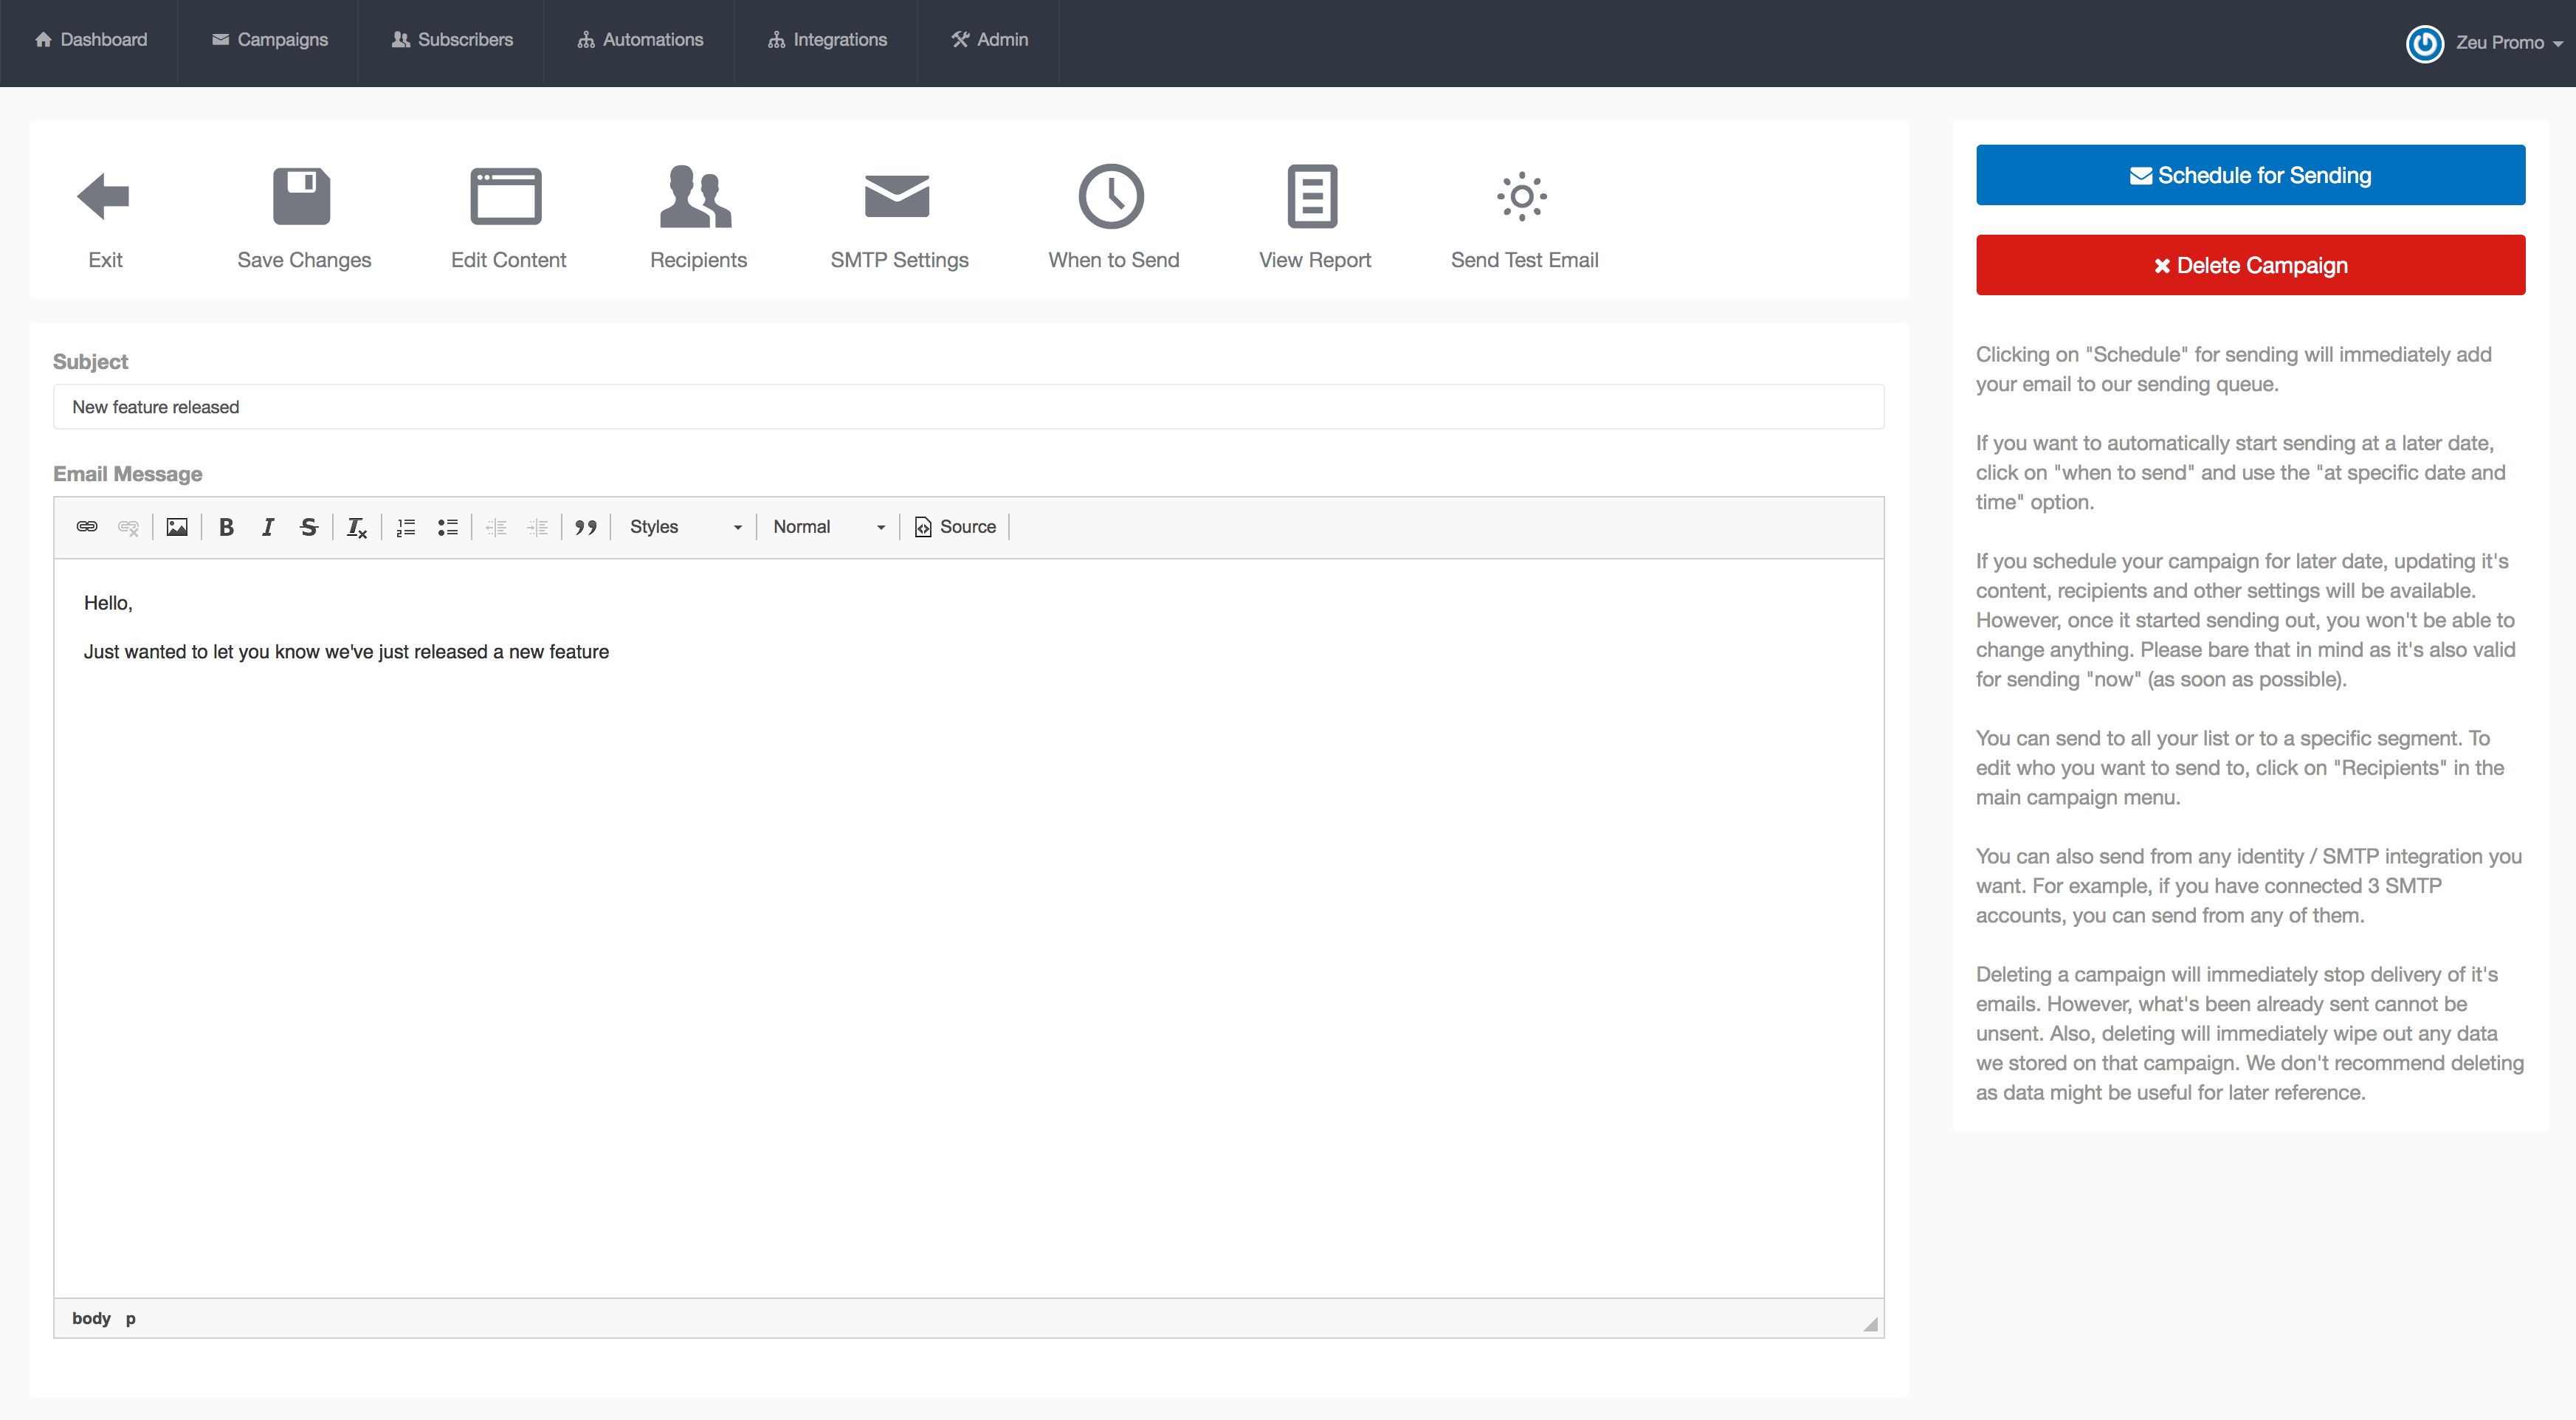 Dashboard
Campaigns
Subscribers
Automations
Integrations
Admin
Zeu Promo
Exit
Save Changes
Edit Content
Recipients
SMTP Settings
When to Send
View Report
Send Test Email
Schedule for Sending
Delete Campaign
Subject
New feature released
Email Message
Styles
Normal
Source
Hello,
Just wanted to let you know we've just released a new feature
body p
Clicking on "Schedule" for sending will immediately add
your email to our sending queue.
If you want to automatically start sending at a later date,
click on "when to send" and use the "at specific date and
time" option.
If you schedule your campaign for later date, updating it's
content, recipients and other settings will be available.
However, once it started sending out, you won't be able to
change anything. Please bare that in mind as it's also valid
for sending "now" (as soon as possible).
You can send to all your list or to a specific segment. To
edit who you want to send to, click on "Recipients" in the
main campaign menu.
You can also send from any identity / SMTP integration you
want. For example, if you have connected 3 SMTP
accounts, you can send from any of them.
Deleting a campaign will immediately stop delivery of it's
emails. However, what's been already sent cannot be
unsent. Also, deleting will immediately wipe out any data
we stored on that campaign. We don't recommend deleting
as data might be useful for later reference.